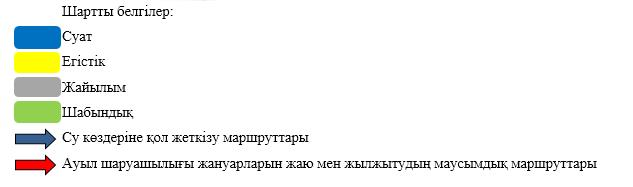 Шартты белгілер:
Суат
Егістік
Жайылым
Шабындық
Су көздеріне қол жеткізу маршруттары
Ауыл шаруашылығы жануарларын жаю мен жылжытудың маусымдық маршруттары